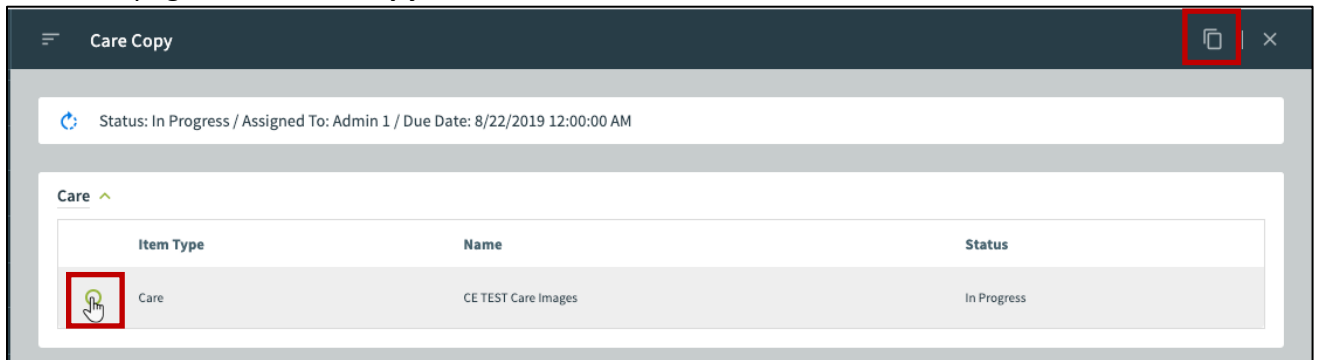 Care Copy
Status: In Progress / Assigned To: Admin 1 / Due Date: 8/22/2019 12:00:00 AM
Care
Item Type Name Status
Care CE TEST Care Images In Progress